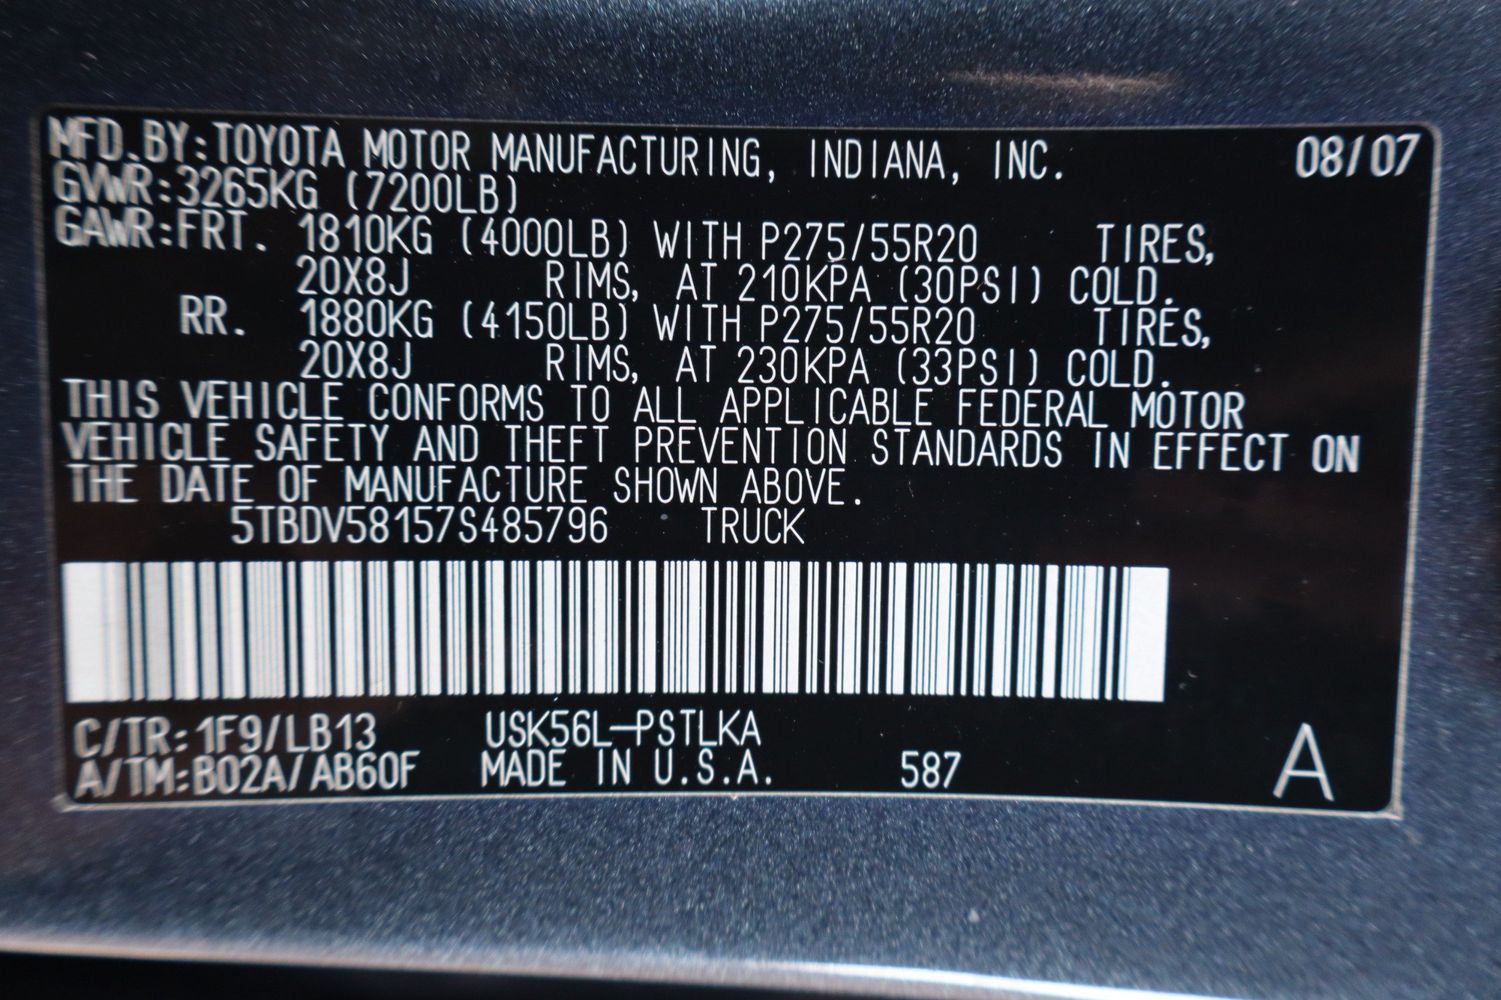 MFD.BY:TOYOTA MOTOR MANUFACTURING, INDIANA, INC. 08/07
GVWR:3265KG (7200LB)
GAWR:FRT. 1810KG (4000LB) WITH P275/55R20 TIRES,
20X8J RIMS, AT 210KPA (30PSI) COLD.
RR. 1880KG (4150LB) WITH P275/55R20 TIRES,
20X8J RIMS, AT 230KPA (33PSI) COLD.
THIS VEHICLE CONFORMS TO ALL APPLICABLE FEDERAL MOTOR
VEHICLE SAFETY AND THEFT PREVENTION STANDARDS IN EFFECT ON
THE DATE OF MANUFACTURE SHOWN ABOVE.
5TBDV58157S485796 TRUCK
C/TR:1F9/LB13 USK56L-PSTLKA
A/TM:B02A/AB60F MADE IN U.S.A. 587 A